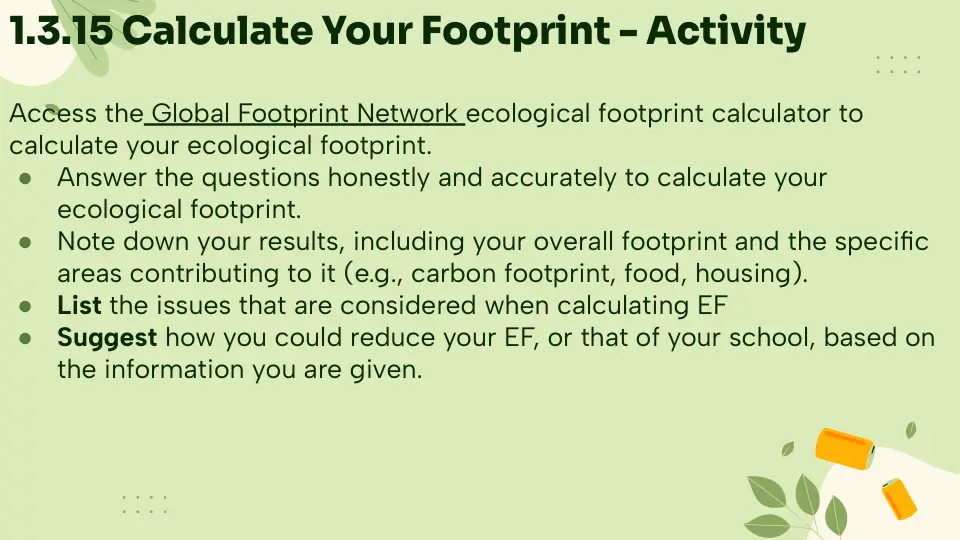 1.3.15 Calculate Your Footprint - Activity
Access the Global Footprint Network ecological footprint calculator to
calculate your ecological footprint.
● Answer the questions honestly and accurately to calculate your
ecological footprint.
● Note down your results, including your overall footprint and the specific
areas contributing to it (e.g., carbon footprint, food, housing).
● List the issues that are considered when calculating EF
● Suggest how you could reduce your EF, or that of your school, based on
the information you are given.